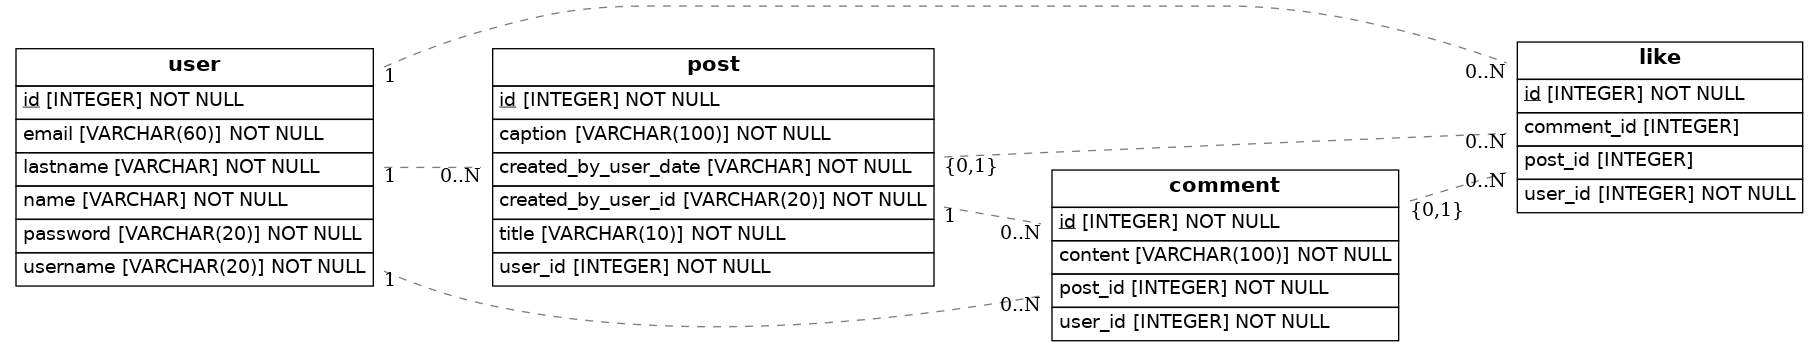 user
id [INTEGER] NOT NULL
email [VARCHAR(60)] NOT NULL
lastname [VARCHAR] NOT NULL
name [VARCHAR] NOT NULL
password [VARCHAR(20)] NOT NULL
username [VARCHAR(20)] NOT NULL
1
1
1
0..N
post
id [INTEGER] NOT NULL
caption [VARCHAR(100)] NOT NULL
created_by_user_date [VARCHAR] NOT NULL
created_by_user_id [VARCHAR(20)] NOT NULL
title [VARCHAR(10)] NOT NULL
user_id [INTEGER] NOT NULL
{0,1}
1
0..N
0..N
comment
id [INTEGER] NOT NULL
content [VARCHAR(100)] NOT NULL
post_id [INTEGER] NOT NULL
user_id [INTEGER] NOT NULL
{0,1}
0..N
0..N
0..N
like
id [INTEGER] NOT NULL
comment_id [INTEGER]
post_id [INTEGER]
user_id [INTEGER] NOT NULL